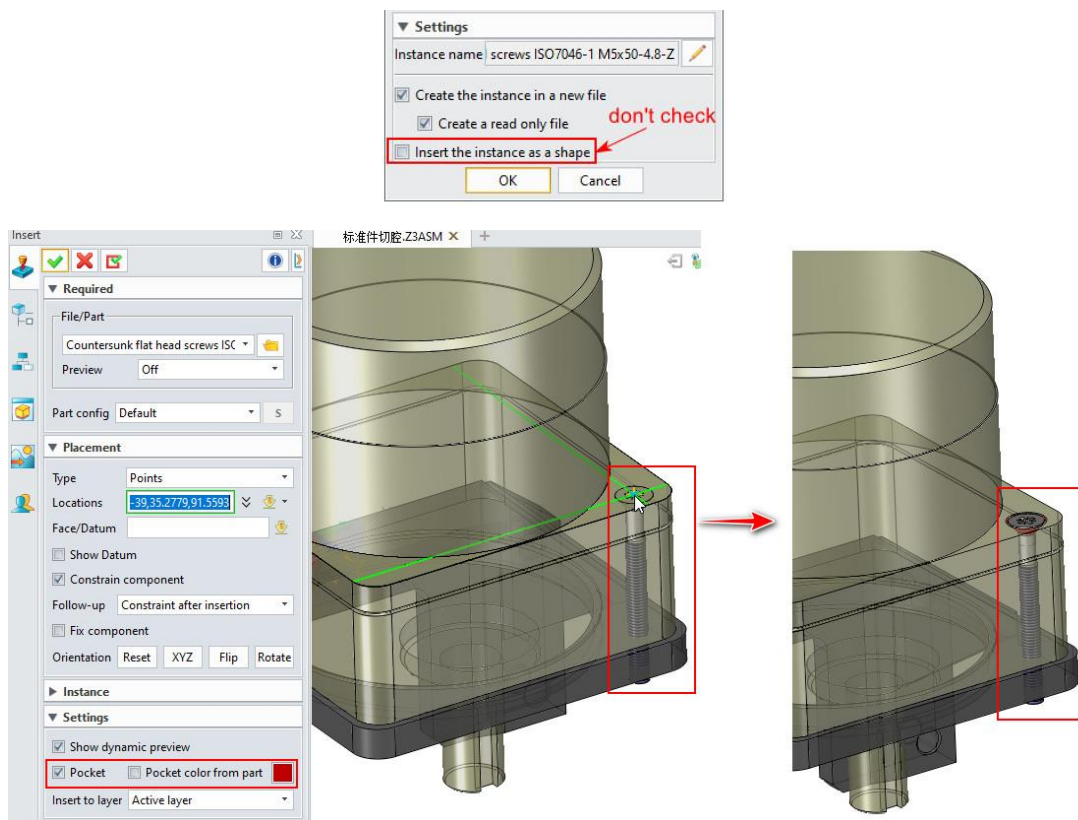 Settings
Instance name screws ISO7046-1 M5x50-4.8-Z
Create the instance in a new file
Create a read only file
don't check
Insert the instance as a shape
OK Cancel
Insert
标准件切腔.Z3ASM
Required
File/Part
Countersunk flat head screws ISC
Preview Off
Part config Default S
Placement
Type Points
Locations -39,35.2779,91.5593
Face/Datum
Show Datum
Constrain component
Follow-up Constraint after insertion
Fix component
Orientation Reset XYZ Flip Rotate
Instance
Settings
Show dynamic preview
Pocket Pocket color from part
Insert to layer Active layer